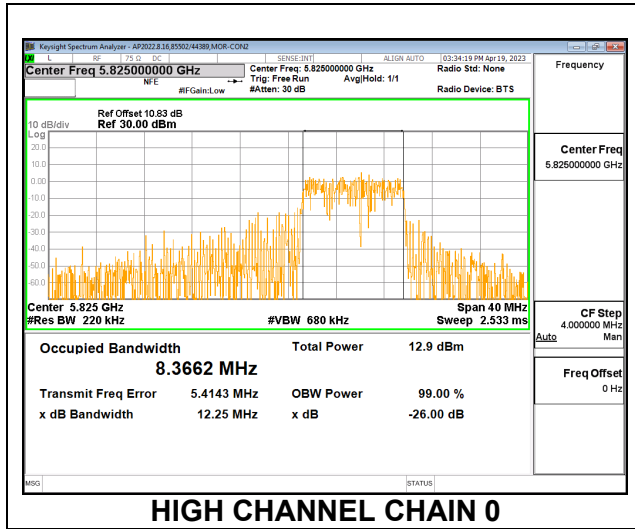 Keysight Spectrum Analyzer - AP2022.8.16,85502/44389,MOR-CON2
L RF 75 Ω DC SENSE:INT ALIGN AUTO 03:34:19 PM Apr 19, 2023
Center Freq 5.825000000 GHz
NFE
#IFGain:Low
Center Freq: 5.825000000 GHz
Trig: Free Run Avg|Hold: 1/1
#Atten: 30 dB
Radio Std: None
Radio Device: BTS
Frequency
Ref Offset 10.83 dB
10 dB/div Ref 30.00 dBm
Log
20.0
10.0
0.00
-10.0
-20.0
-30.0
-40.0
-50.0
-60.0
Center 5.825 GHz Span 40 MHz
#Res BW 220 kHz #VBW 680 kHz Sweep 2.533 ms
Occupied Bandwidth Total Power 12.9 dBm
8.3662 MHz
Transmit Freq Error 5.4143 MHz OBW Power 99.00 %
x dB Bandwidth 12.25 MHz x dB -26.00 dB
Center Freq
5.825000000 GHz
CF Step
4.000000 MHz
Auto Man
Freq Offset
0 Hz
MSG STATUS
HIGH CHANNEL CHAIN 0